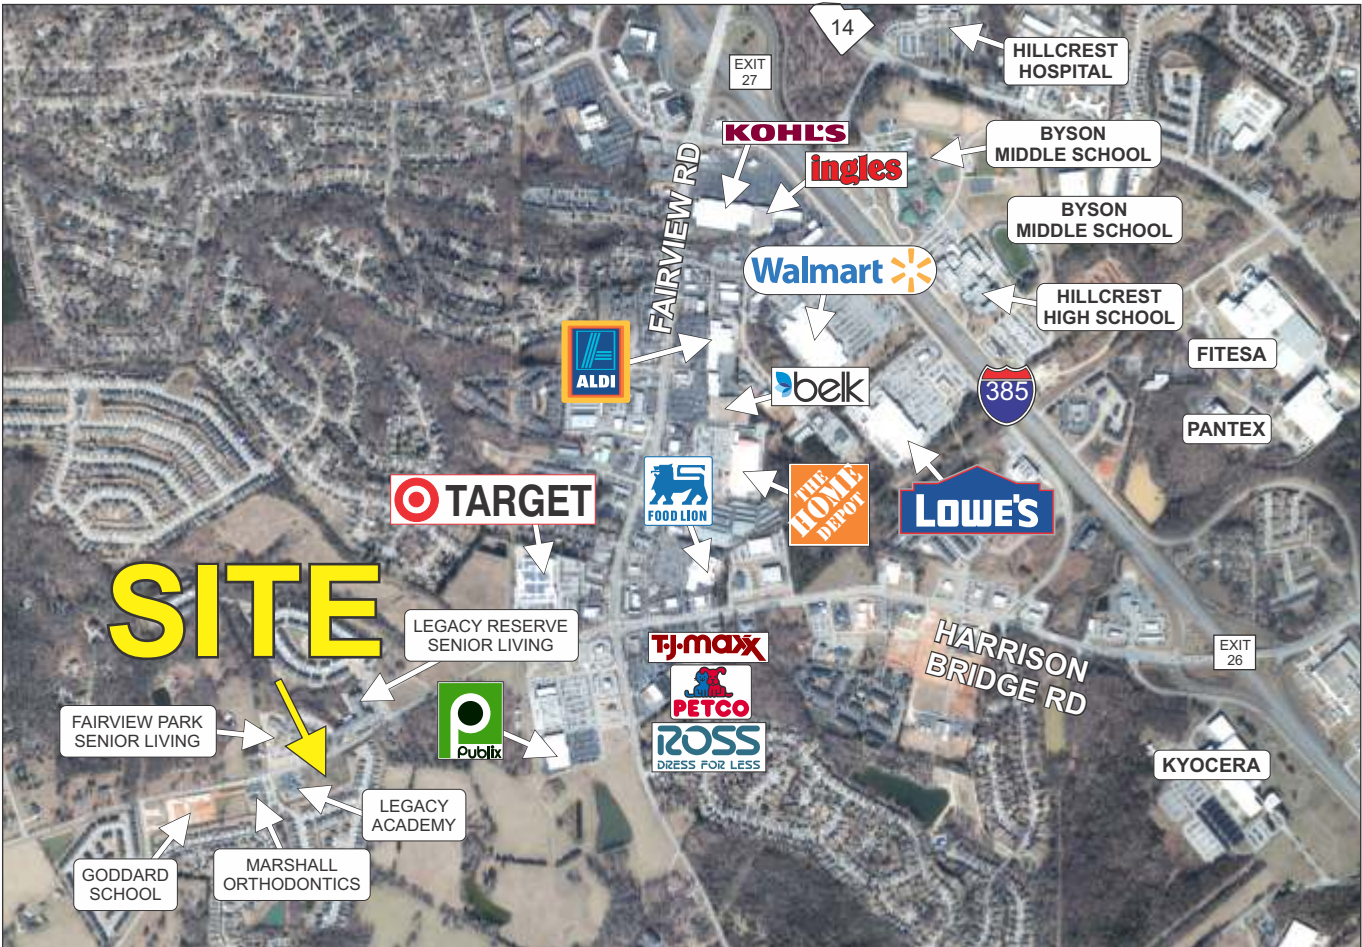 14
HILLCREST
HOSPITAL
EXIT
27
KOHL'S
BYSON
MIDDLE SCHOOL
ingles
FAIRVIEW RD
BYSON
MIDDLE SCHOOL
Walmart
HILLCREST
HIGH SCHOOL
FITESA
ALDI
belk
385
PANTEX
TARGET
FOOD LION
THE
HOME
DEPOT
LOWE'S
SITE
LEGACY RESERVE
SENIOR LIVING
T·J·maxx
HARRISON
BRIDGE RD
EXIT
26
PETCO
FAIRVIEW PARK
SENIOR LIVING
Publix
ROSS
DRESS FOR LESS
KYOCERA
LEGACY
ACADEMY
GODDARD
SCHOOL
MARSHALL
ORTHODONTICS